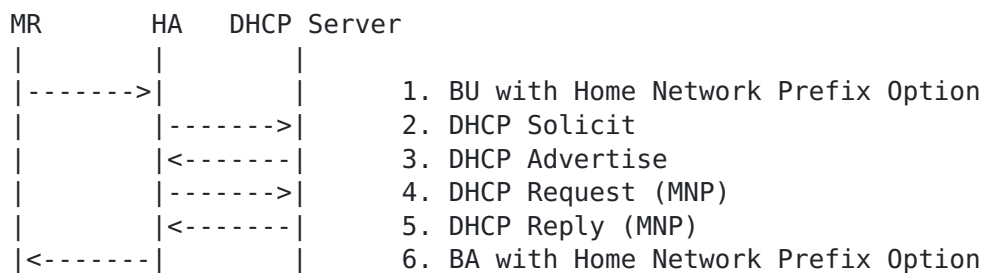 MR        HA   DHCP Server
|         |        |
|-------->|        |      1. BU with Home Network Prefix Option
|         |------->|      2. DHCP Solicit
|         |<-------|      3. DHCP Advertise
|         |------->|      4. DHCP Request (MNP)
|         |<-------|      5. DHCP Reply (MNP)
|<--------|        |      6. BA with Home Network Prefix Option